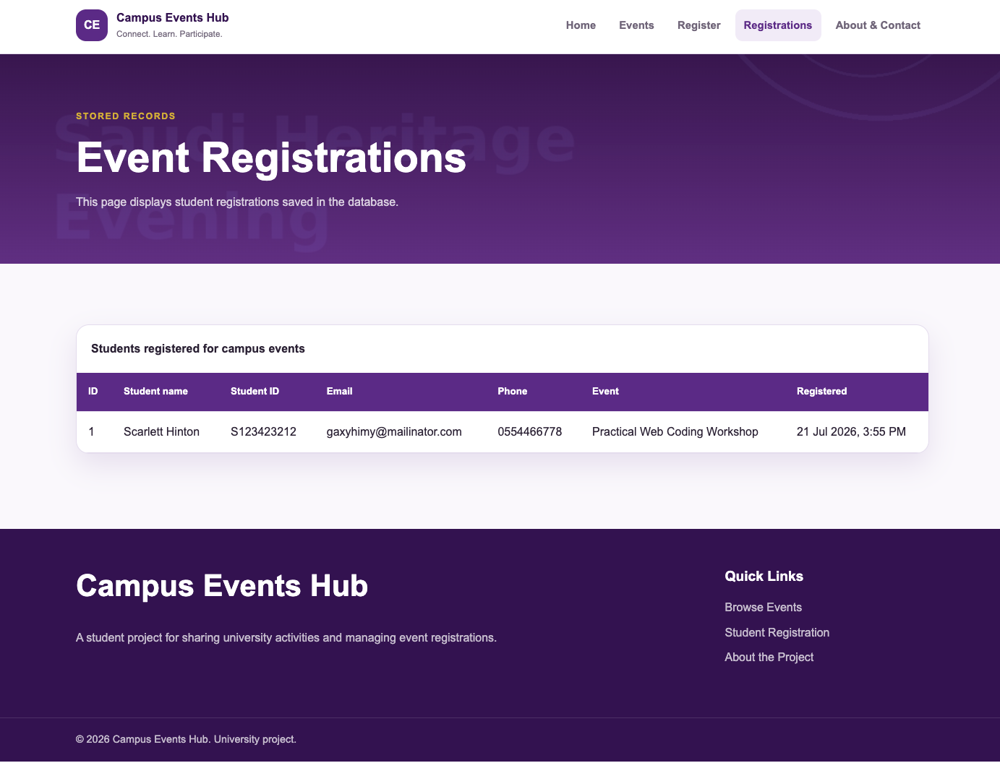 CE
Campus Events Hub
Connect. Learn. Participate.
Home Events Register Registrations About & Contact
STORED RECORDS
Saudi Heritage
Event Registrations
This page displays student registrations saved in the database.
Evening
Students registered for campus events
ID Student name Student ID Email Phone Event Registered
1 Scarlett Hinton S123423212 gaxyhimy@mailinator.com 0554466778 Practical Web Coding Workshop 21 Jul 2026, 3:55 PM
Campus Events Hub
A student project for sharing university activities and managing event registrations.
Quick Links
Browse Events
Student Registration
About the Project
© 2026 Campus Events Hub. University project.